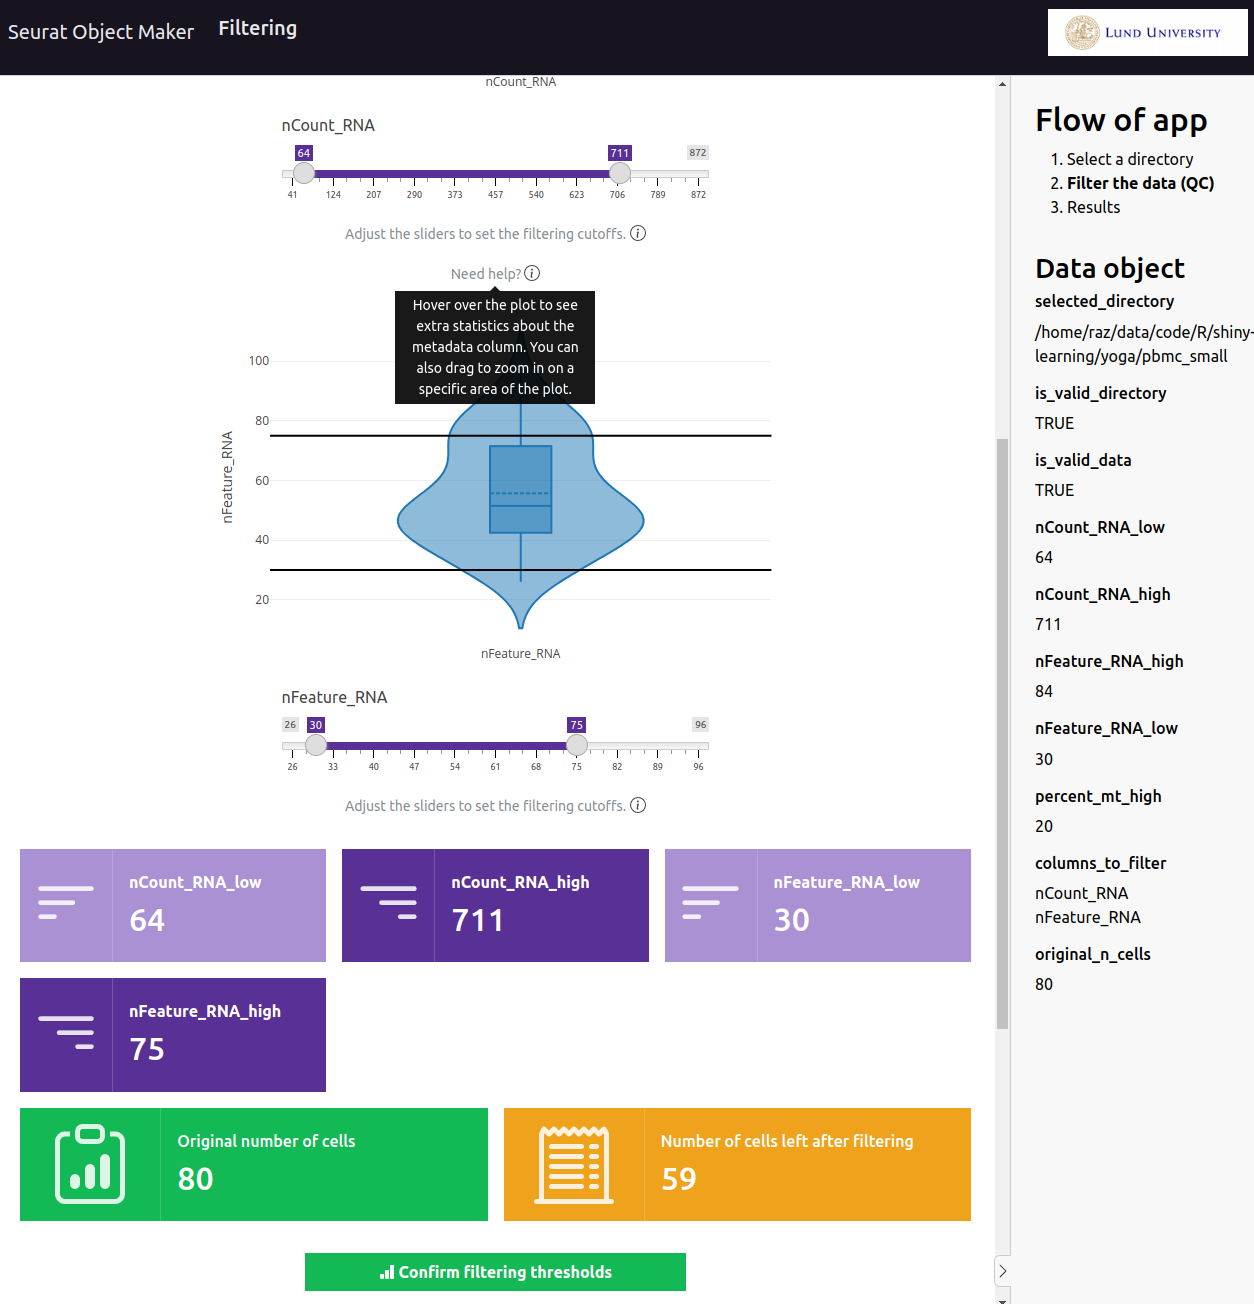 Seurat Object Maker
Filtering
LUND UNIVERSITY
nCount_RNA
nCount_RNA
64
711
872
41 124 207 290 373 457 540 623 706 789 872
Adjust the sliders to set the filtering cutoffs.
Need help?
Hover over the plot to see
extra statistics about the
metadata column. You can
also drag to zoom in on a
specific area of the plot.
100
80
60
40
20
nFeature_RNA
nFeature_RNA
nFeature_RNA
26
30
75
96
26 33 40 47 54 61 68 75 82 89 96
Adjust the sliders to set the filtering cutoffs.
nCount_RNA_low
64
nCount_RNA_high
711
nFeature_RNA_low
30
nFeature_RNA_high
75
Original number of cells
80
Number of cells left after filtering
59
Confirm filtering thresholds
Flow of app
1. Select a directory
2. Filter the data (QC)
3. Results
Data object
selected_directory
/home/raz/data/code/R/shiny-
learning/yoga/pbmc_small
is_valid_directory
TRUE
is_valid_data
TRUE
nCount_RNA_low
64
nCount_RNA_high
711
nFeature_RNA_high
84
nFeature_RNA_low
30
percent_mt_high
20
columns_to_filter
nCount_RNA
nFeature_RNA
original_n_cells
80